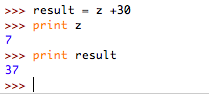 >>> result = z +30
>>> print z
7
>>> print result
37
>>>